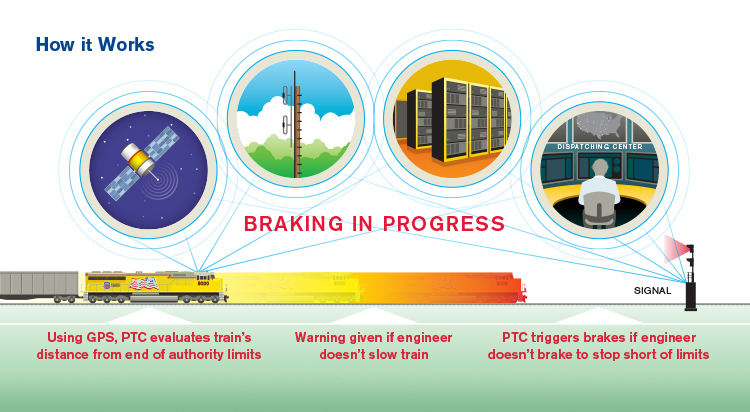 How it Works
DISPATCHING CENTER
BRAKING IN PROGRESS
SIGNAL
Using GPS, PTC evaluates train's
distance from end of authority limits
Warning given if engineer
doesn't slow train
PTC triggers brakes if engineer
doesn't brake to stop short of limits